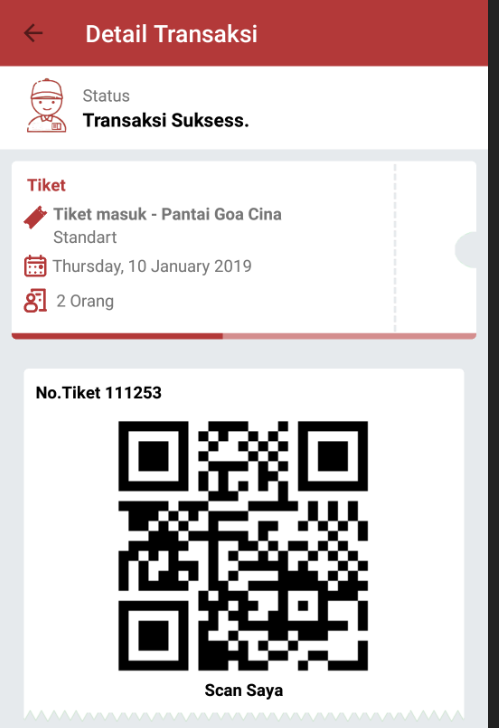 Detail Transaksi
Status
Transaksi Suksess.
Tiket
Tiket masuk - Pantai Goa Cina
Standart
Thursday, 10 January 2019
2 Orang
No.Tiket 111253
Scan Saya